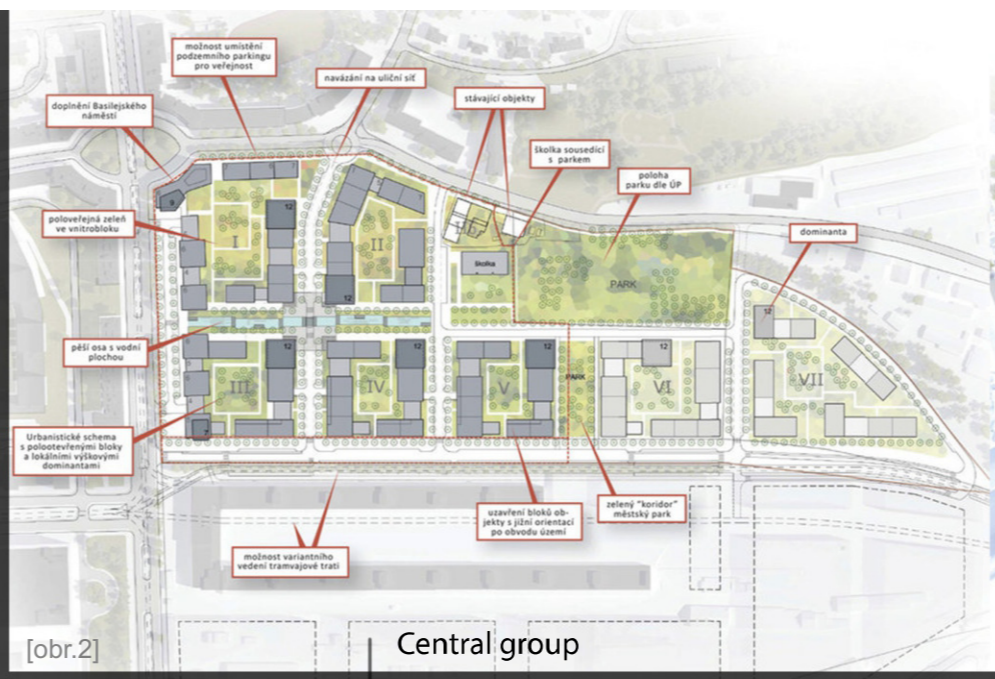 možnost umístění
podzemního parkingu
pro veřejnost
navázání na uliční síť
stávající objekty
doplnění Basilejského
náměstí
školka sousedící
s parkem
poloha
parku dle ÚP
poloveřejná zeleň
ve vnitrobloku
dominanta
9
12
I
II
školka
PARK
12
12
pěší osa s vodní
plochou
12
12
12
PARK
12
III
IV
V
VI
VII
7
Urbanistické schema
s polootevřenými bloky
a lokálními výškovými
dominantami
uzavření bloků ob-
jekty s jižní orientací
po obvodu území
zelený "koridor"
městský park
možnost variantního
vedení tramvajové trati
[obr.2]
Central group